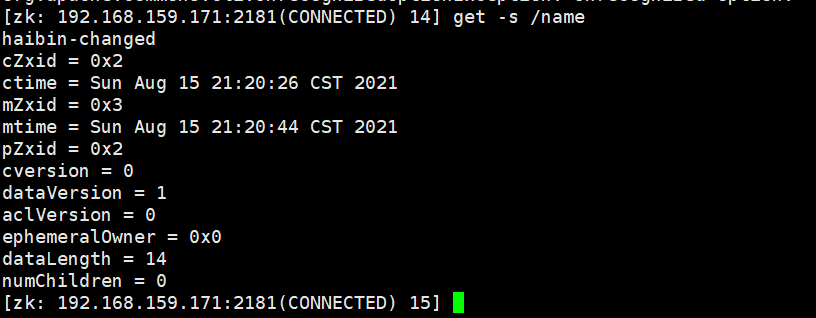 [zk: 192.168.159.171:2181(CONNECTED) 14] get -s /name
haibin-changed
cZxid = 0x2
ctime = Sun Aug 15 21:20:26 CST 2021
mZxid = 0x3
mtime = Sun Aug 15 21:20:44 CST 2021
pZxid = 0x2
cversion = 0
dataVersion = 1
aclVersion = 0
ephemeralOwner = 0x0
dataLength = 14
numChildren = 0
[zk: 192.168.159.171:2181(CONNECTED) 15]